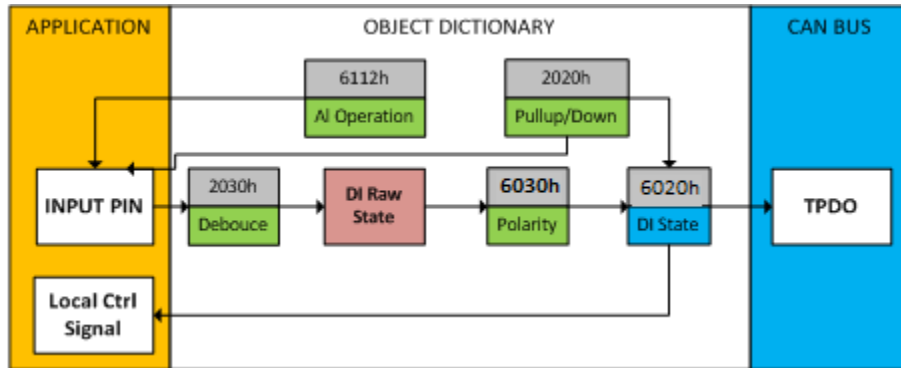 APPLICATION
OBJECT DICTIONARY
CAN BUS
6112h
AI Operation
2020h
Pullup/Down
INPUT PIN
2030h
Debouce
DI Raw
State
6030h
Polarity
6020h
DI State
TPDO
Local Ctrl
Signal